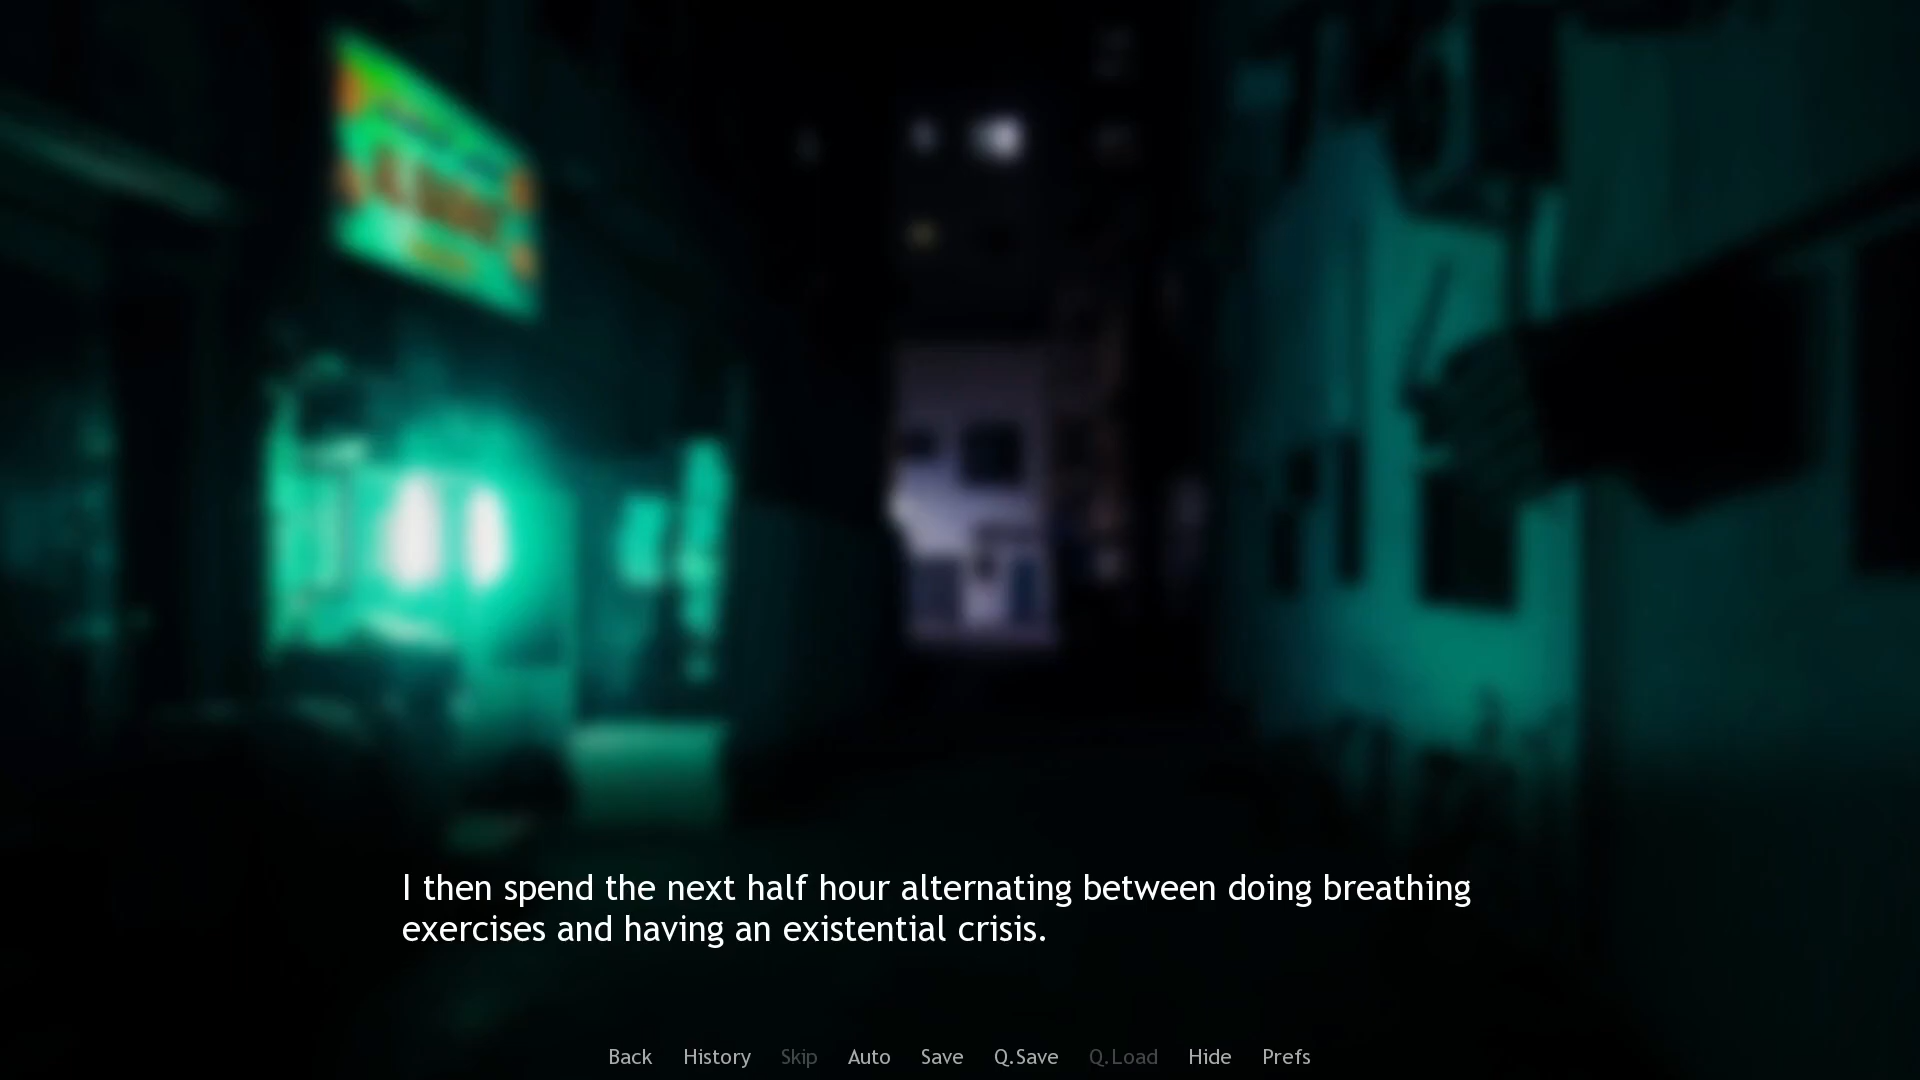 I then spend the next half hour alternating between doing breathing
exercises and having an existential crisis.
Back History Skip Auto Save Q.Save Q.Load Hide Prefs